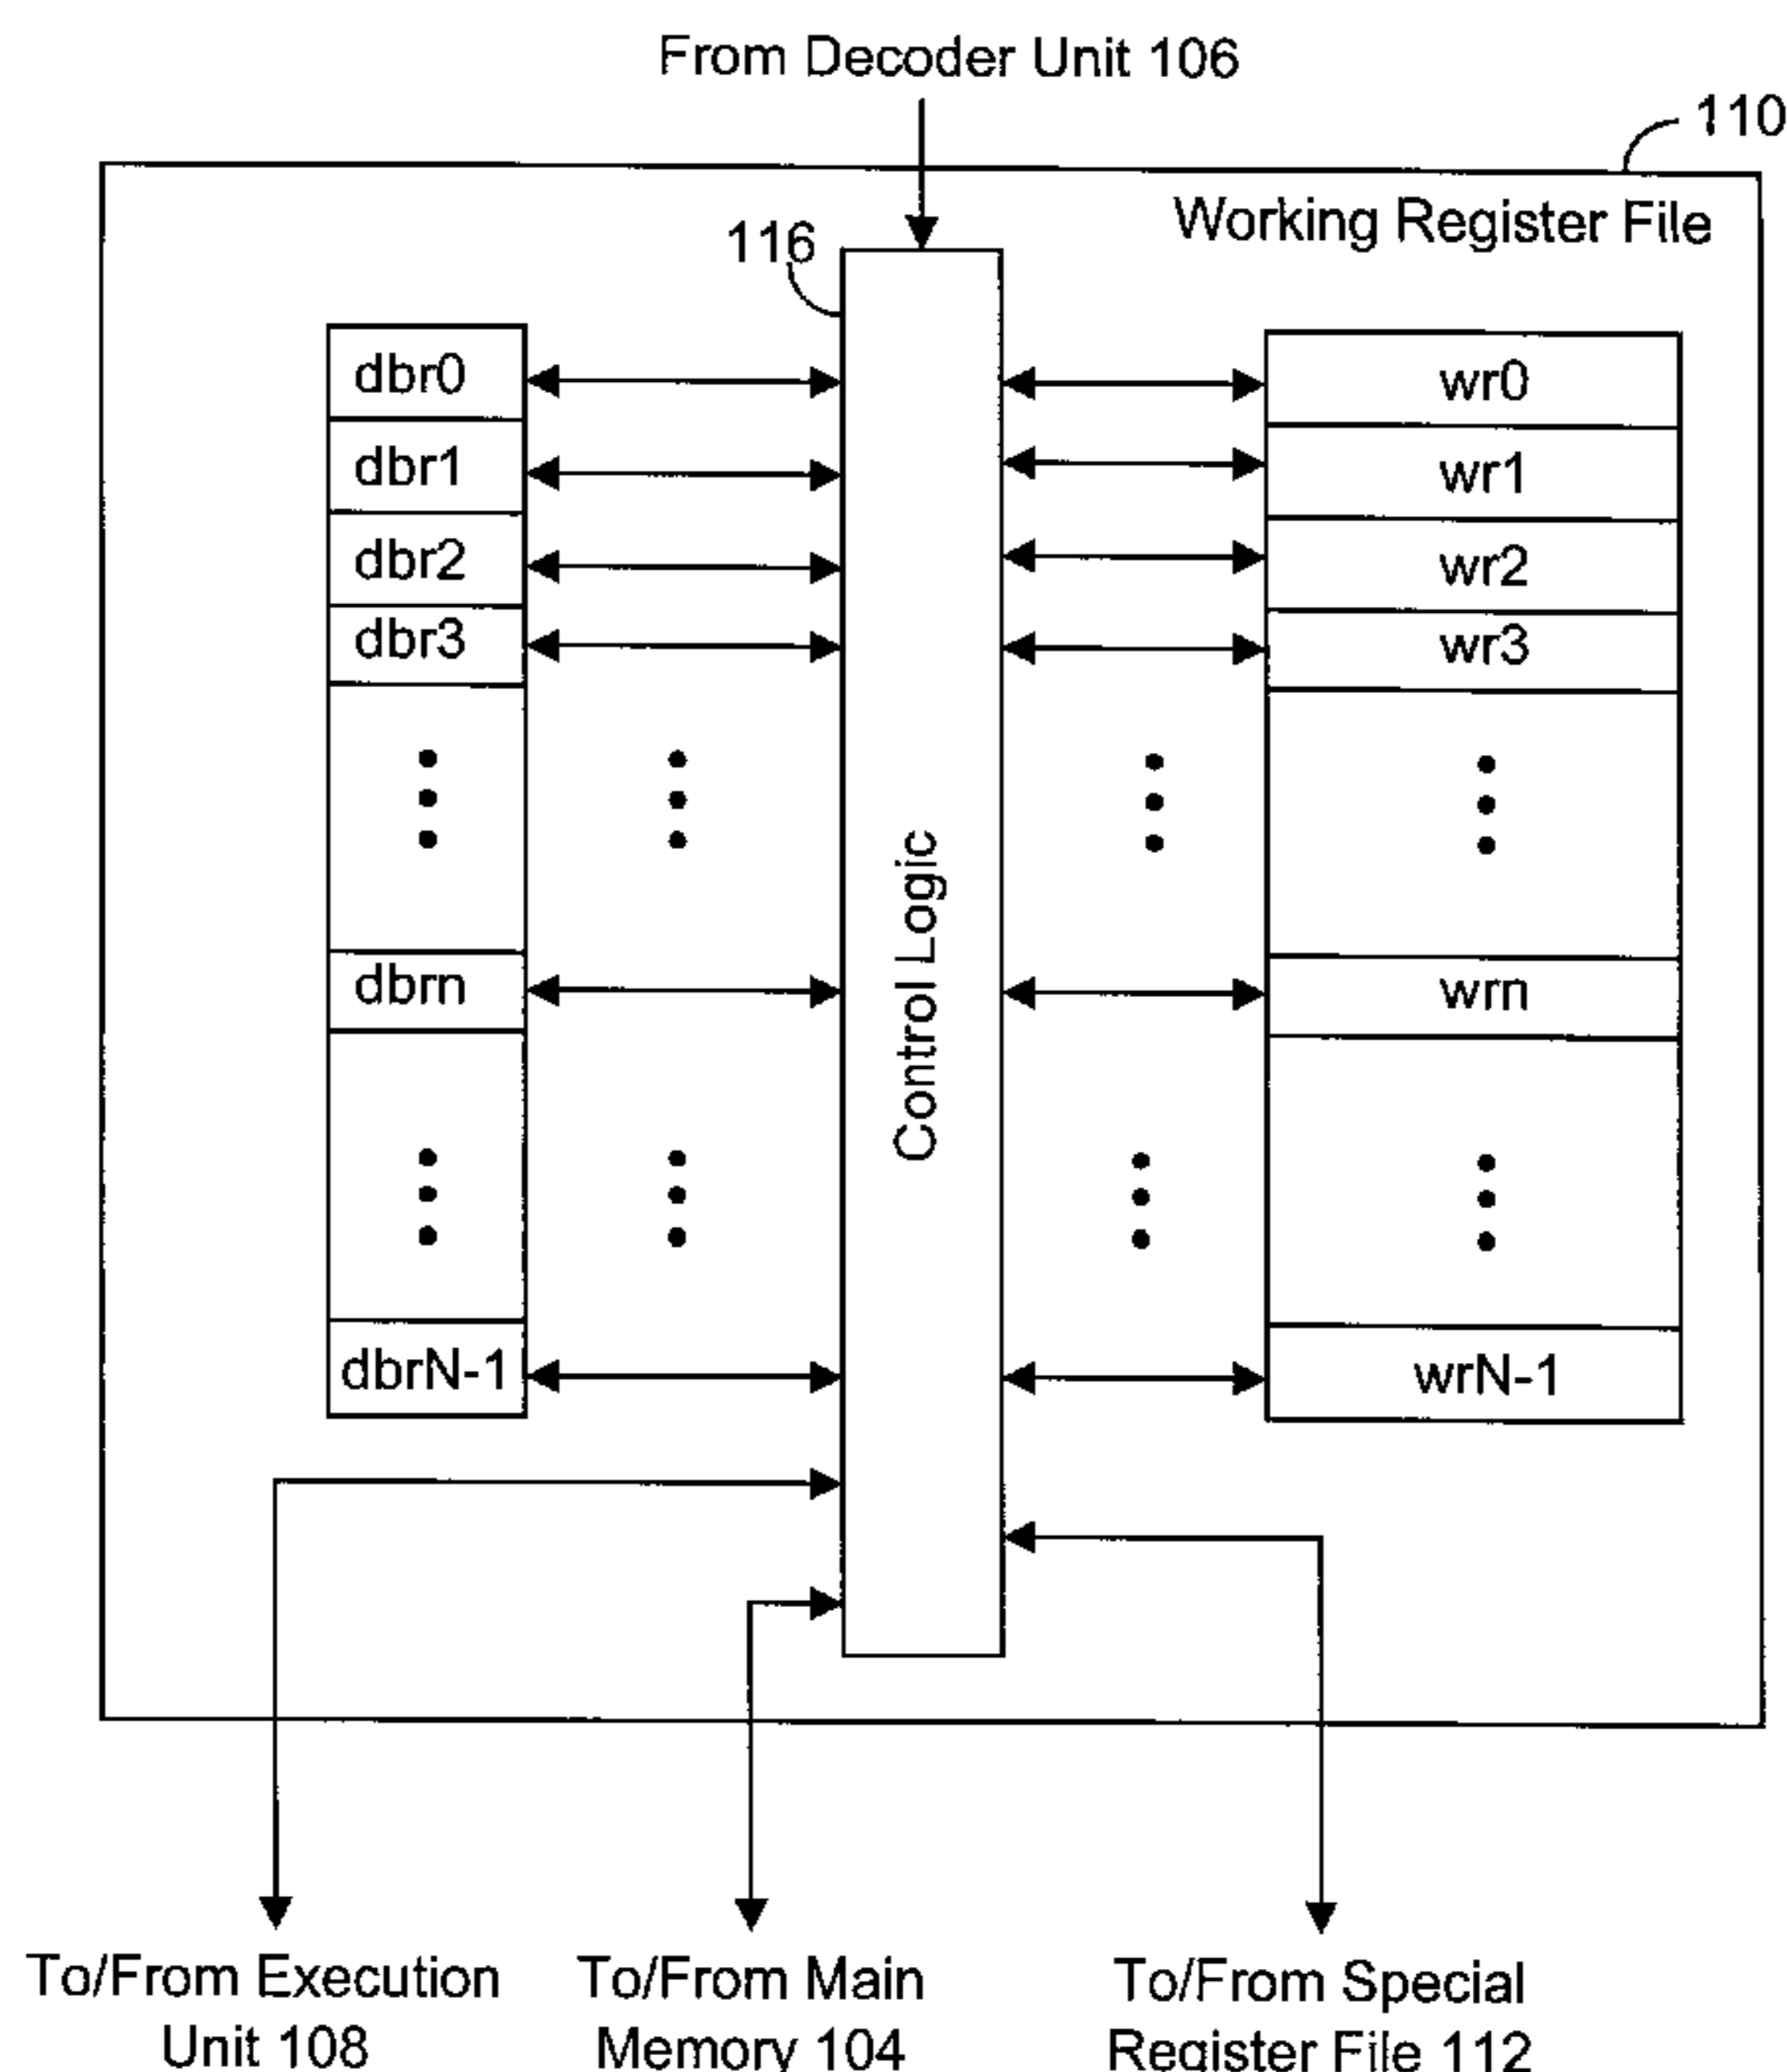 From Decoder Unit 106
110
Working Register File
116
dbr0
dbr1
dbr2
dbr3
dbrn
dbrN-1
Control Logic
wr0
wr1
wr2
wr3
wrn
wrN-1
To/From Execution
Unit 108
To/From Main
Memory 104
To/From Special
Register File 112